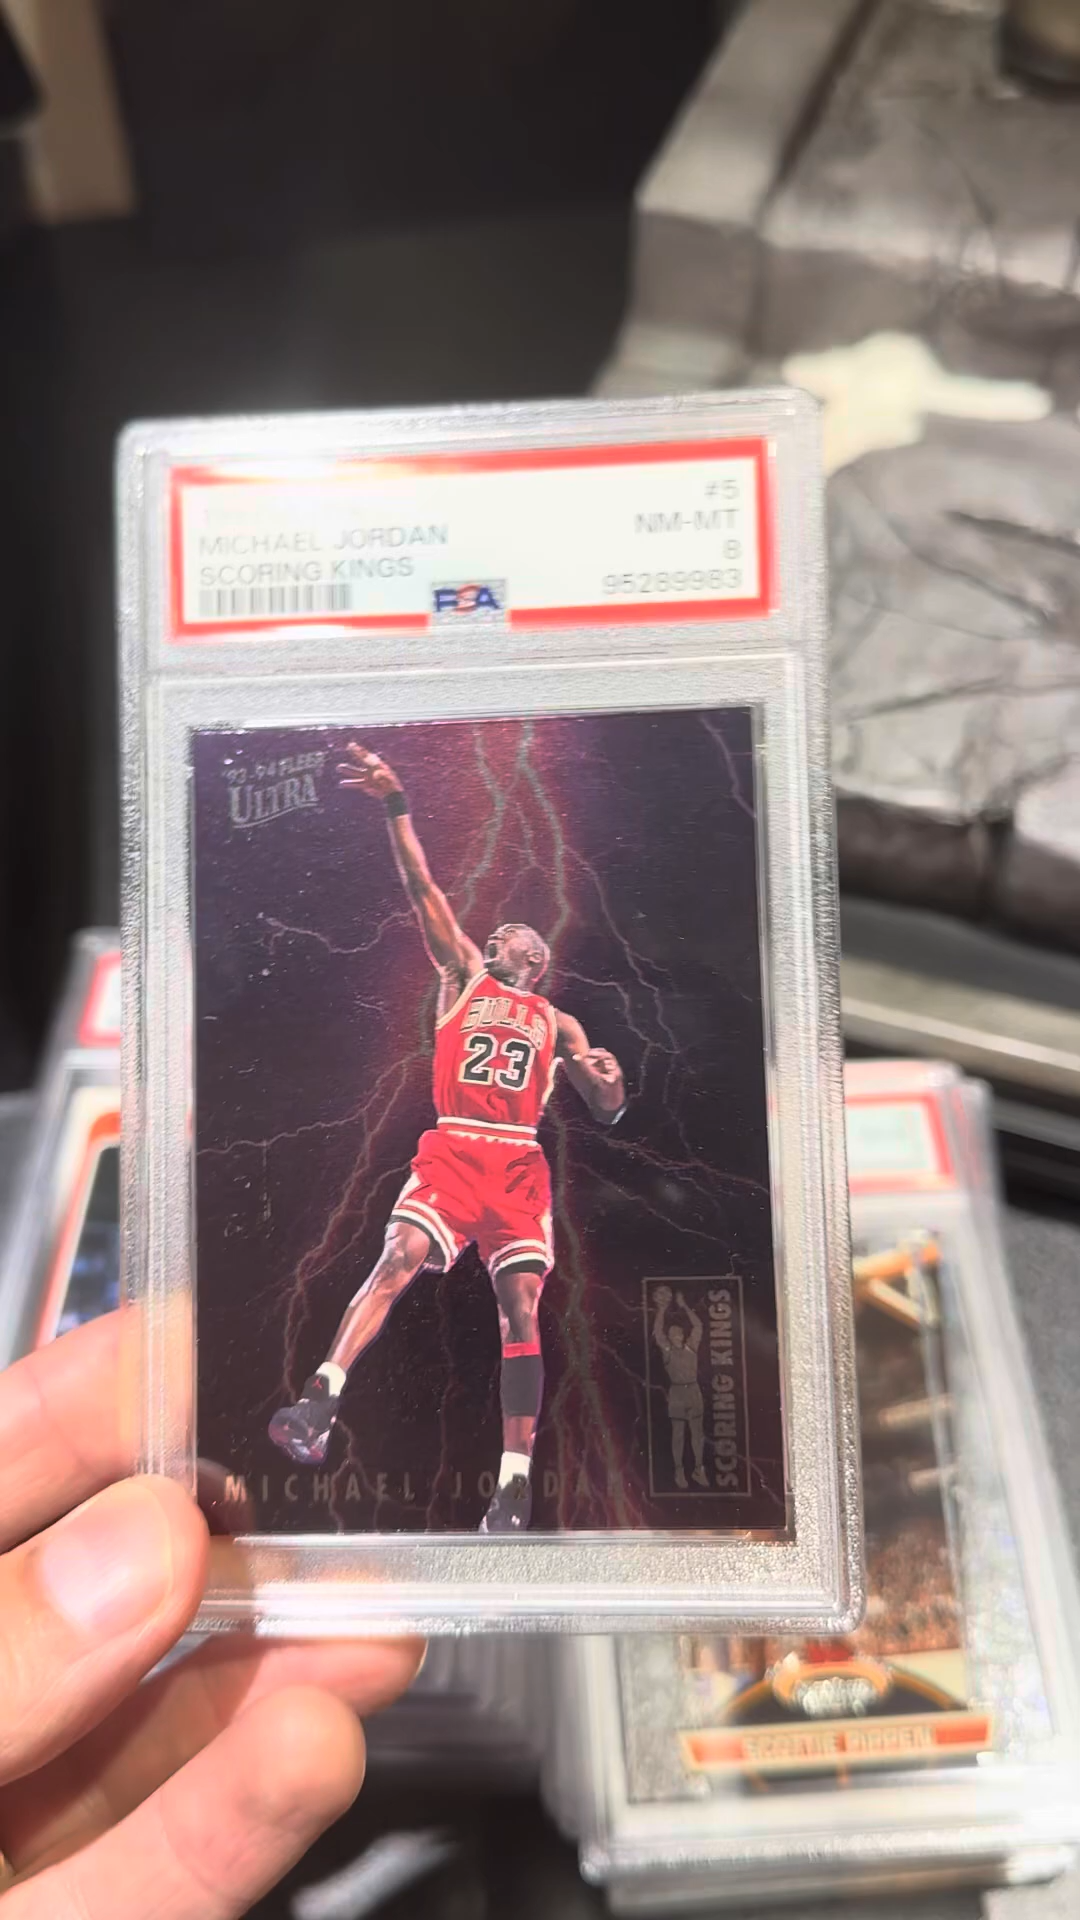 #5
MICHAEL JORDAN NM-MT
SCORING KINGS 8
PSA 95289983
'93-94 FLEER
ULTRA
BULLS
23
SCORING KINGS
MICHAEL JORDAN
SCOTTIE PIPPEN